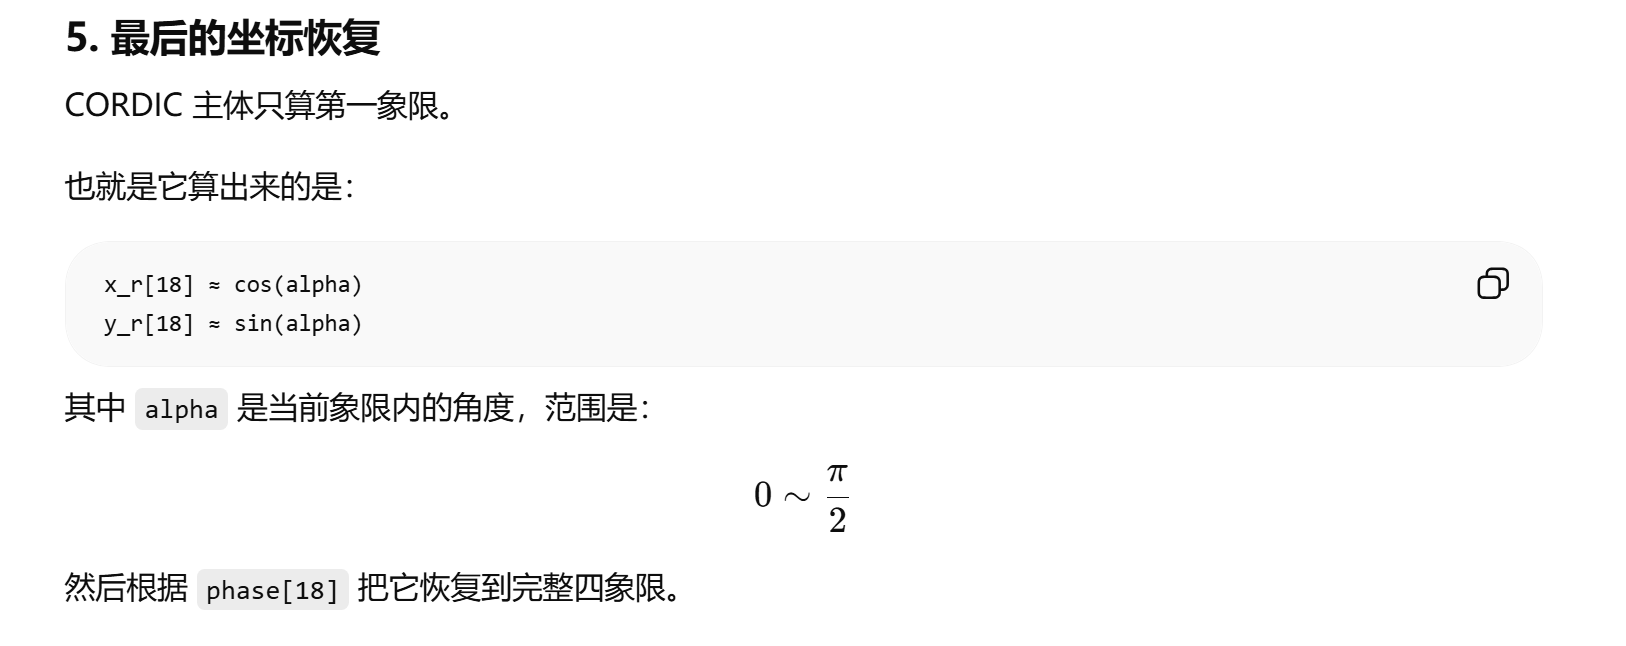 5. 最后的坐标恢复
CORDIC 主体只算第一象限。
也就是它算出来的是：
x_r[18] ≈ cos(alpha)
y_r[18] ≈ sin(alpha)
其中 alpha 是当前象限内的角度，范围是：
0 ∼ π/2
然后根据 phase[18] 把它恢复到完整四象限。